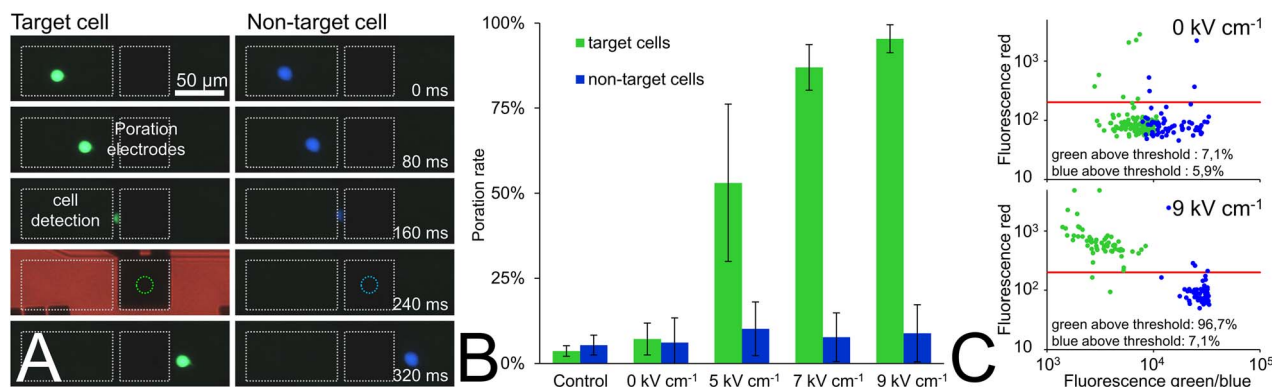 Target cell
Non-target cell
50 µm
0 ms
Poration
electrodes
80 ms
cell
detection
160 ms
240 ms
320 ms
A
B
Poration rate
100%
75%
50%
25%
0%
target cells
non-target cells
Control
0 kV cm⁻¹
5 kV cm⁻¹
7 kV cm⁻¹
9 kV cm⁻¹
C
0 kV cm⁻¹
Fluorescence red
10³
10²
10
green above threshold : 7,1%
blue above threshold : 5,9%
9 kV cm⁻¹
Fluorescence red
10³
10²
10
green above threshold: 96,7%
blue above threshold: 7,1%
10³
10⁴
10⁵
Fluorescence green/blue